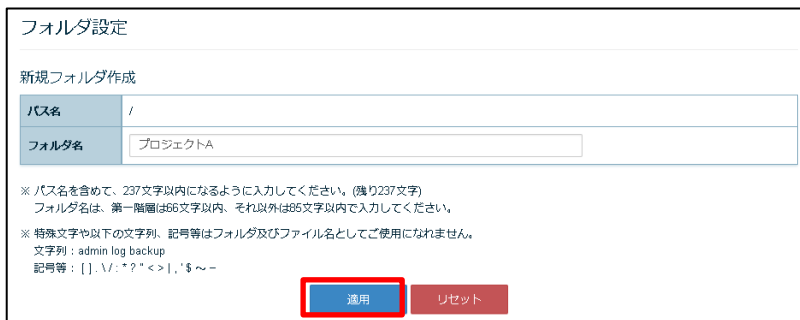 フォルダ設定
新規フォルダ作成
パス名 /
フォルダ名 プロジェクトA
※ パス名を含めて、237文字以内になるように入力してください。(残り237文字)
フォルダ名は、第一階層は66文字以内、それ以外は85文字以内で入力してください。
※ 特殊文字や以下の文字列、記号等はフォルダ及びファイル名としてご使用になれません。
文字列 : admin log backup
記号等 : [ ] . \ / : * ? " < > | , ' $ ～ −
適用 リセット